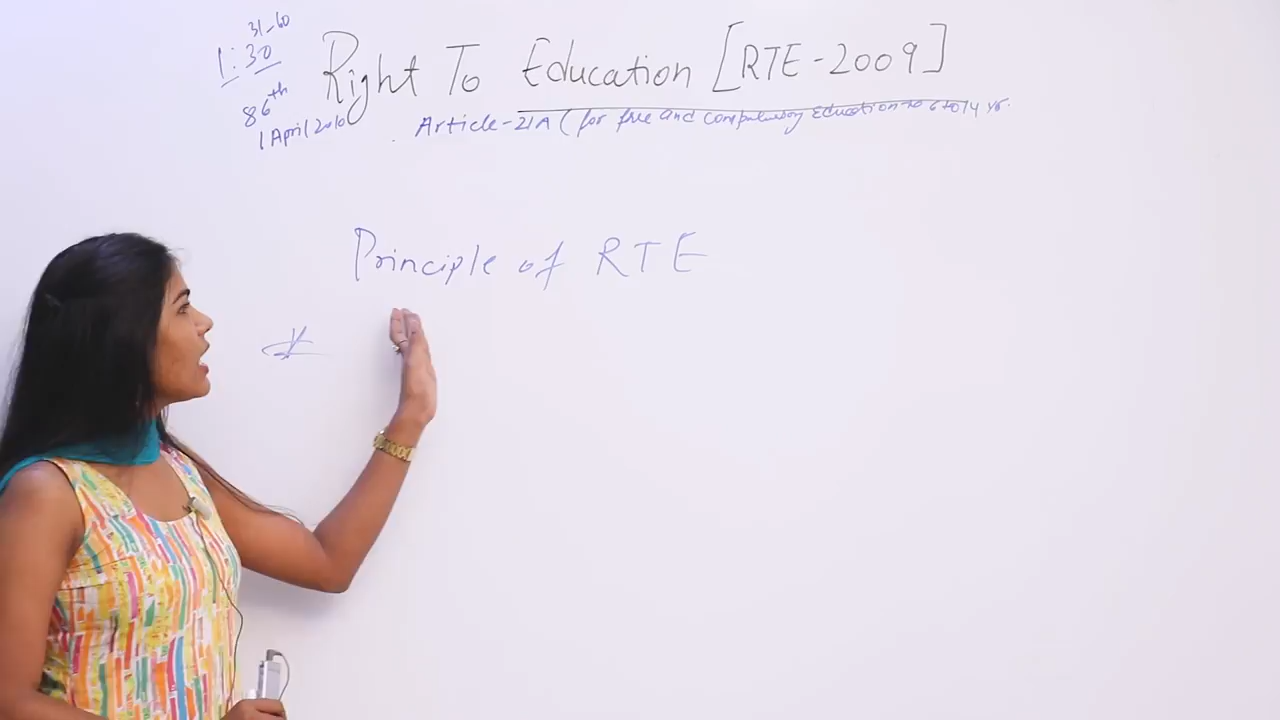 31-60
1:30
Right To Education [RTE-2009]
86th
1 April 2010
Article-21A (for free and compulsory Education to 6 to 14 yr.
Principle of RTE